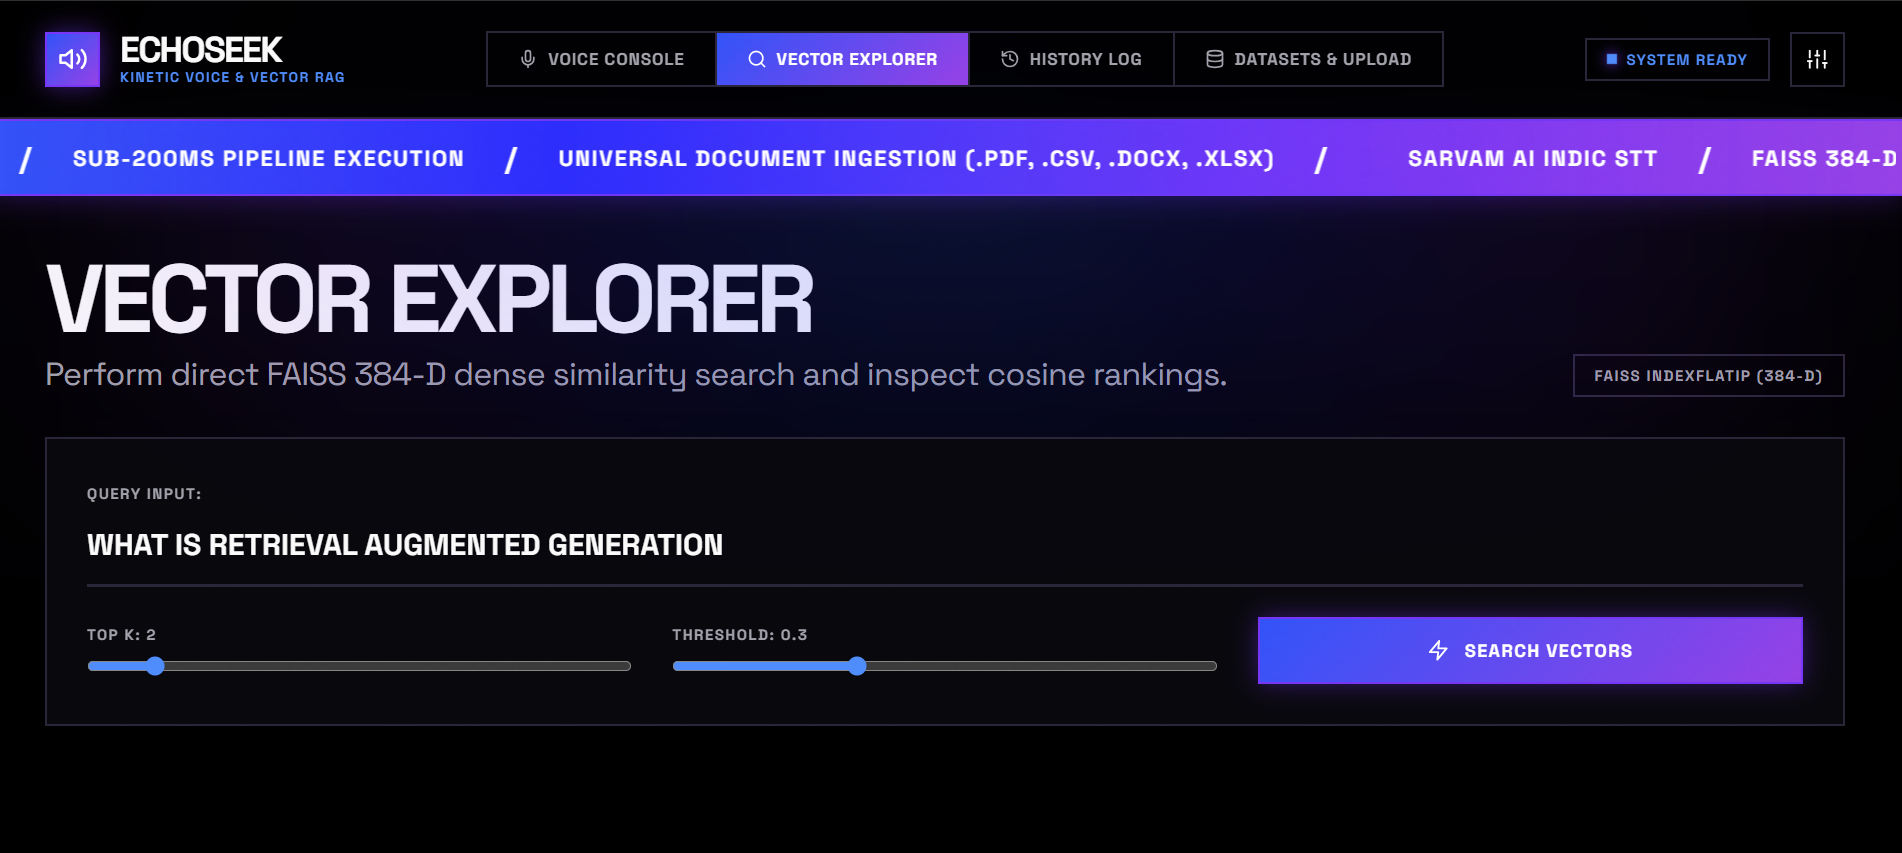 ECHOSEEK
KINETIC VOICE & VECTOR RAG
VOICE CONSOLE
VECTOR EXPLORER
HISTORY LOG
DATASETS & UPLOAD
SYSTEM READY
/ SUB-200MS PIPELINE EXECUTION / UNIVERSAL DOCUMENT INGESTION (.PDF, .CSV, .DOCX, .XLSX) / SARVAM AI INDIC STT / FAISS 384-D
VECTOR EXPLORER
Perform direct FAISS 384-D dense similarity search and inspect cosine rankings.
FAISS INDEXFLATIP (384-D)
QUERY INPUT:
WHAT IS RETRIEVAL AUGMENTED GENERATION
TOP K: 2
THRESHOLD: 0.3
SEARCH VECTORS